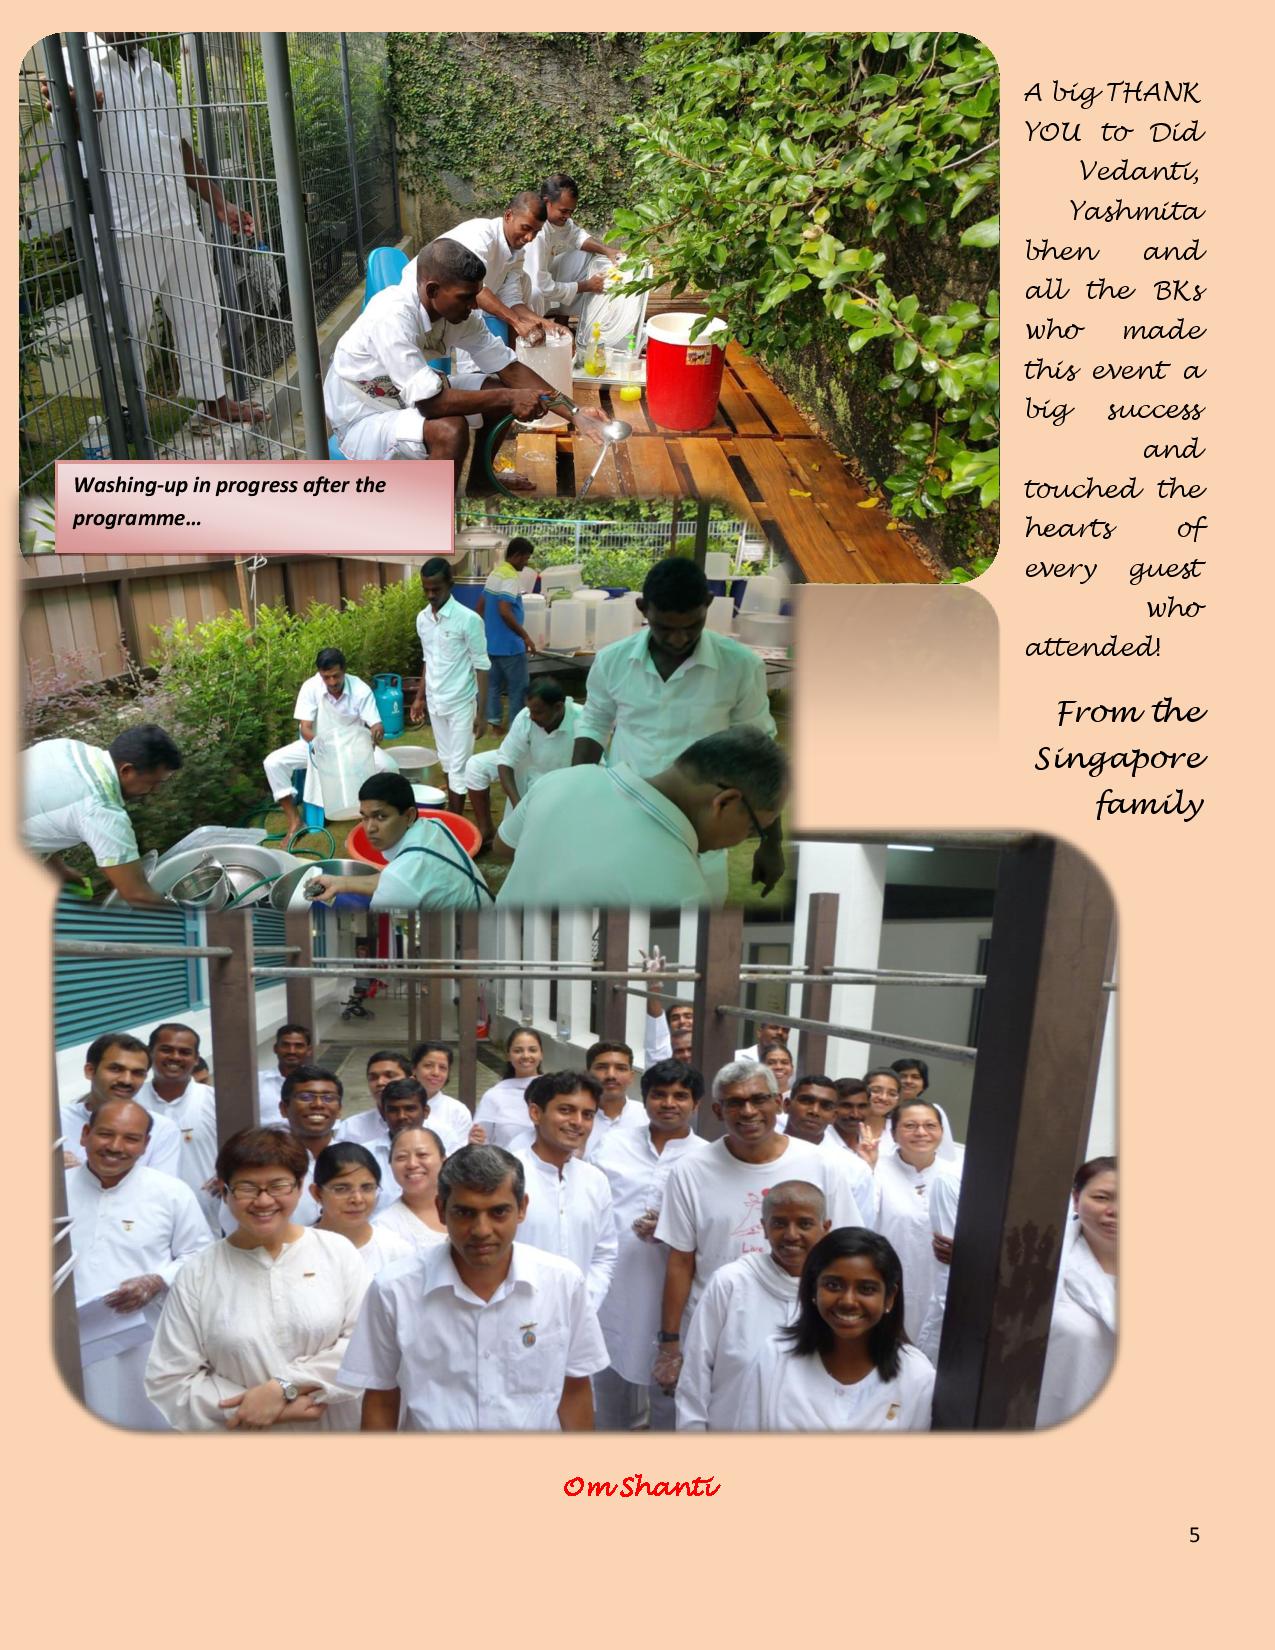 A big THANK
YOU to Did
Vedanti,
Yashmita
bhen and
all the BKs
who made
this event a
big success
and
touched the
hearts of
every guest
who
attended!
From the
Singapore
family
Washing-up in progress after the
programme…
Live
Om Shanti
5